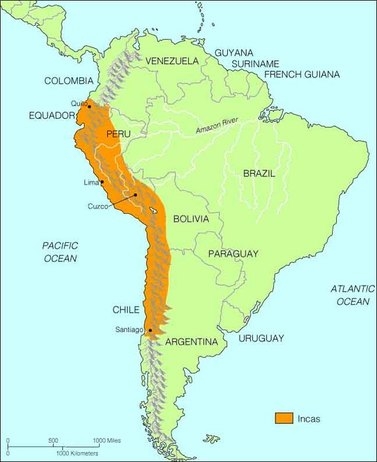 GUYANA
VENEZUELA
SURINAME
FRENCH GUIANA
COLOMBIA
EQUADOR
PERU
Amazon River
BRAZIL
Lima
Cuzco
BOLIVIA
PACIFIC
OCEAN
PARAGUAY
ATLANTIC
OCEAN
CHILE
Santiago
ARGENTINA
URUGUAY
Incas
0 500 1000 Miles
0 1000 Kilometers